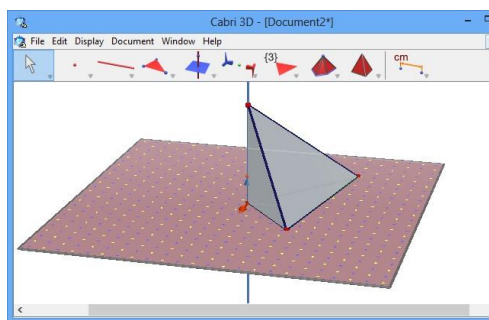 Cabri 3D - [Document2*]
File Edit Display Document Window Help
{3}
cm